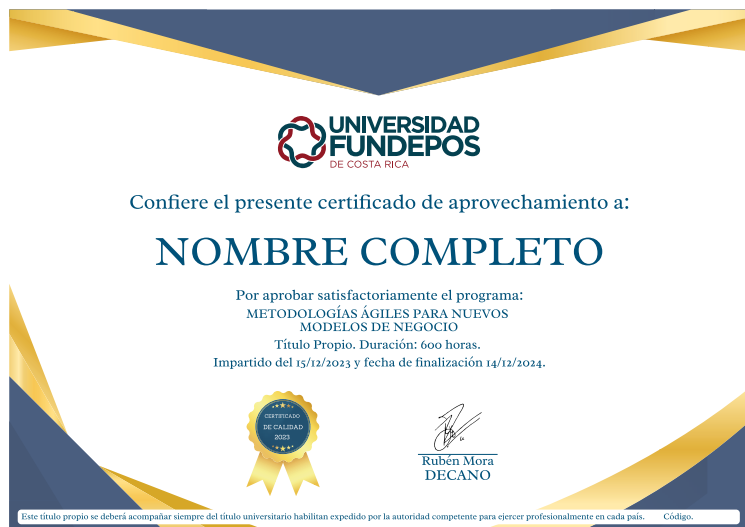 UNIVERSIDAD
FUNDEPOS
DE COSTA RICA
Confiere el presente certificado de aprovechamiento a:
NOMBRE COMPLETO
Por aprobar satisfactoriamente el programa:
METODOLOGÍAS ÁGILES PARA NUEVOS
MODELOS DE NEGOCIO
Título Propio. Duración: 600 horas.
Impartido del 15/12/2023 y fecha de finalización 14/12/2024.
CERTIFICADO
DE CALIDAD
2023
Rubén Mora
DECANO
Este título propio se deberá acompañar siempre del título universitario habilitan expedido por la autoridad competente para ejercer profesionalmente en cada país. Código.